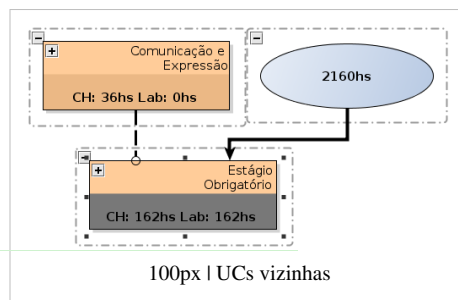 Comunicação e
Expressão
CH: 36hs Lab: 0hs
2160hs
Estágio
Obrigatório
CH: 162hs Lab: 162hs
100px | UCs vizinhas